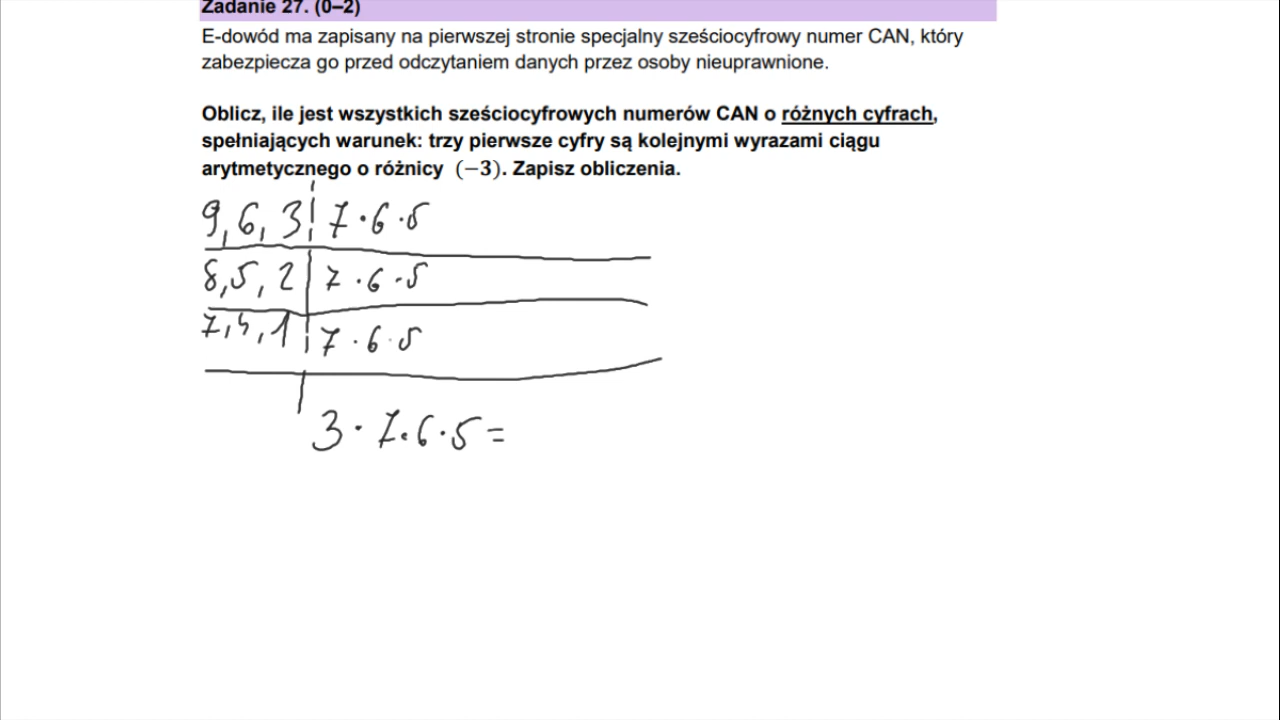 Zadanie 27. (0–2)
E-dowód ma zapisany na pierwszej stronie specjalny sześciocyfrowy numer CAN, który
zabezpiecza go przed odczytaniem danych przez osoby nieuprawnione.
Oblicz, ile jest wszystkich sześciocyfrowych numerów CAN o różnych cyfrach,
spełniających warunek: trzy pierwsze cyfry są kolejnymi wyrazami ciągu
arytmetycznego o różnicy (−3). Zapisz obliczenia.
9, 6, 3 | 7 · 6 · 5
8, 5, 2 | 7 · 6 · 5
7, 4, 1 | 7 · 6 · 5
3 · 7 · 6 · 5 =